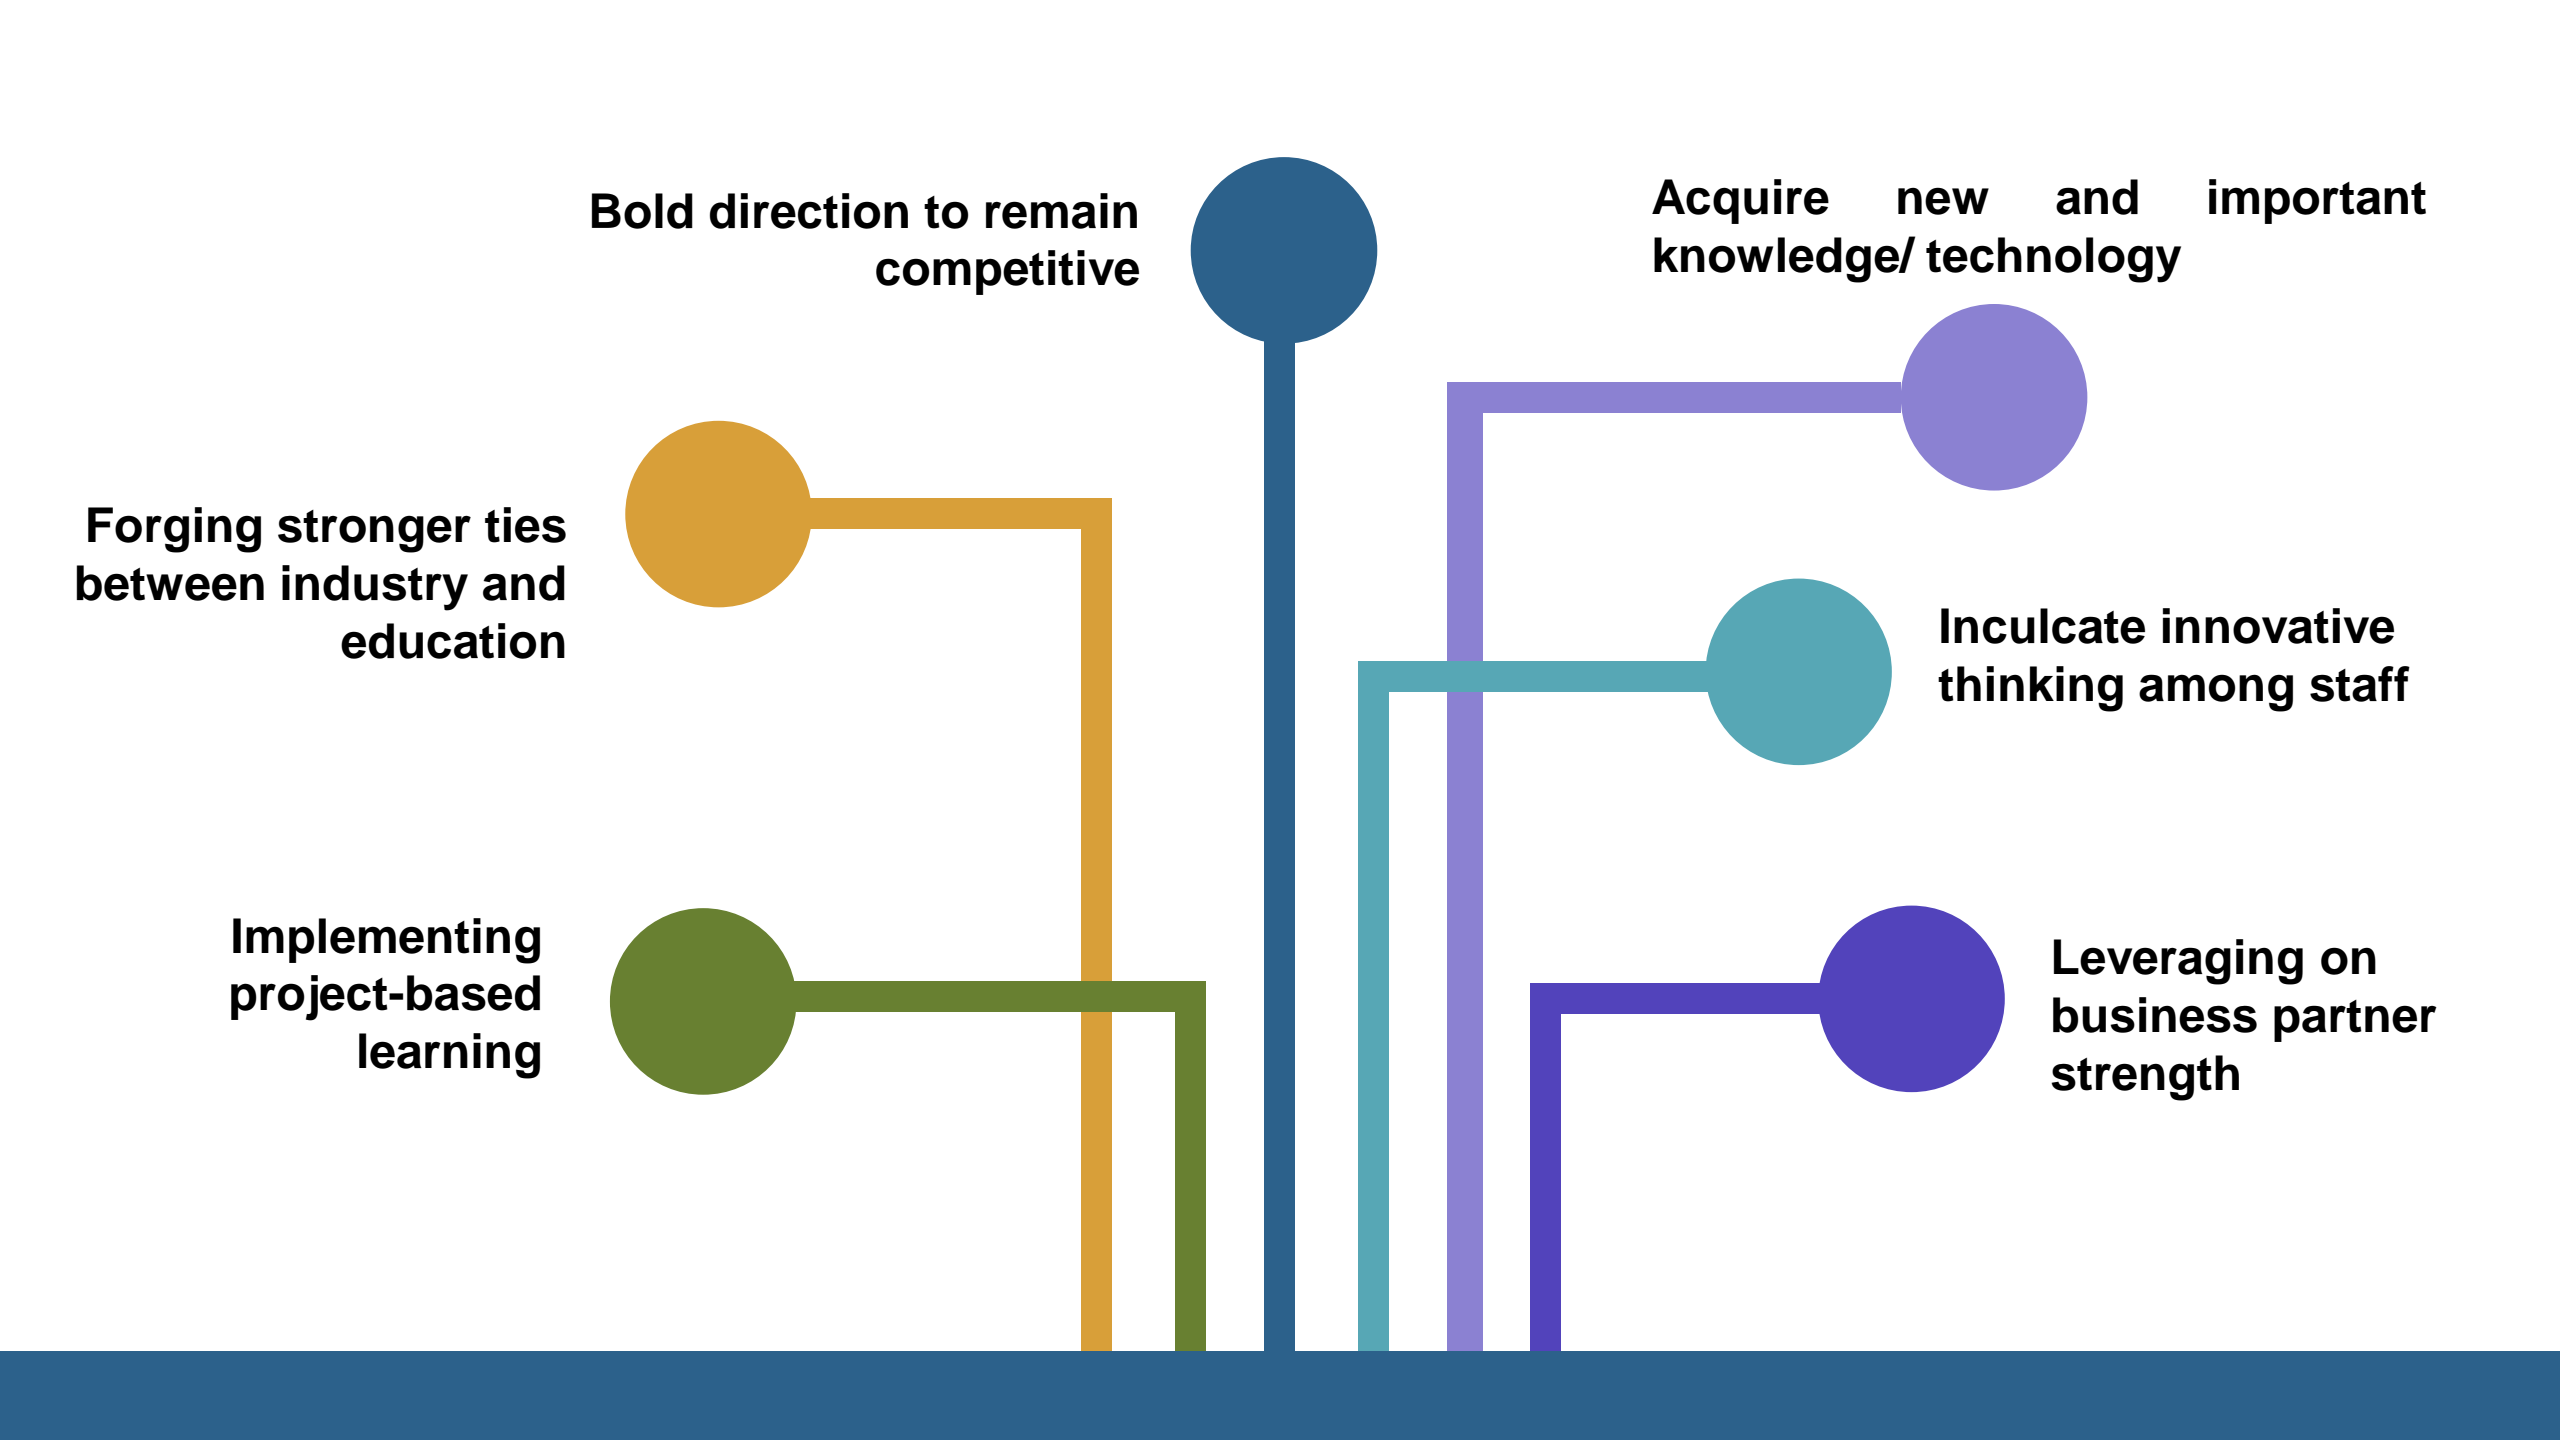 Bold direction to remain
competitive
Acquire new and important
knowledge/ technology
Forging stronger ties
between industry and
education
Inculcate innovative
thinking among staff
Implementing
project-based
learning
Leveraging on
business partner
strength